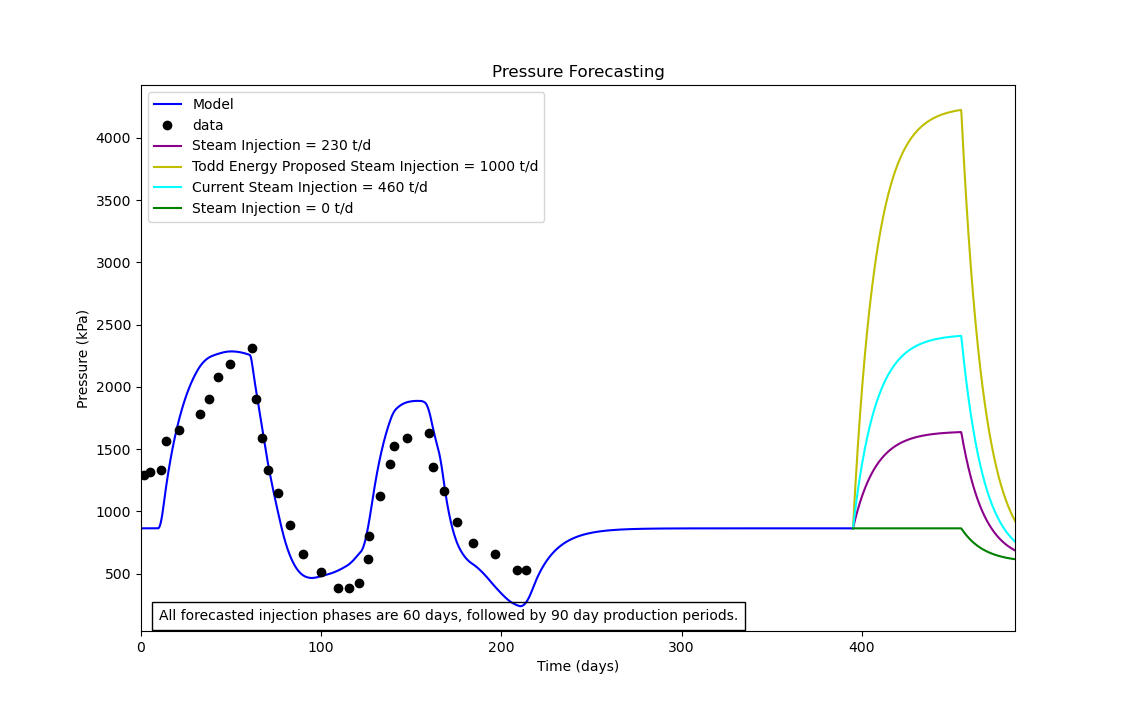 Pressure Forecasting
Model
data
Steam Injection = 230 t/d
Todd Energy Proposed Steam Injection = 1000 t/d
Current Steam Injection = 460 t/d
Steam Injection = 0 t/d
4000
3500
3000
2500
2000
1500
1000
500
Pressure (kPa)
All forecasted injection phases are 60 days, followed by 90 day production periods.
0 100 200 300 400
Time (days)